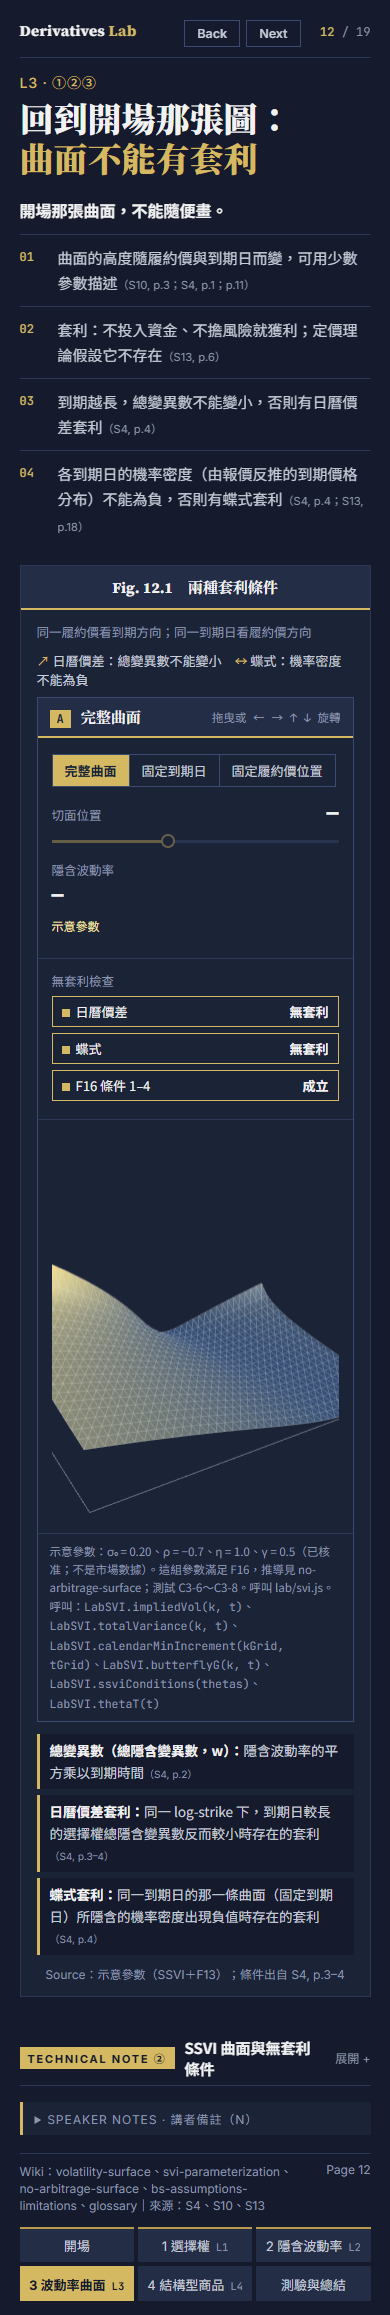 Derivatives Lab
Back
Next
12 / 19
L3 · ①②③
回到開場那張圖：
曲面不能有套利
開場那張曲面，不能隨便畫。
01
曲面的高度隨履約價與到期日而變，可用少數
參數描述（S10, p.3；S4, p.1；p.11）
02
套利：不投入資金、不擔風險就獲利；定價理
論假設它不存在（S13, p.6）
03
到期越長，總變異數不能變小，否則有日曆價
差套利（S4, p.4）
04
各到期日的機率密度（由報價反推的到期價格
分布）不能為負，否則有蝶式套利（S4, p.4；S13,
p.18）
Fig. 12.1 兩種套利條件
同一履約價看到期方向；同一到期日看履約價方向
↗ 日曆價差：總變異數不能變小 ↔ 蝶式：機率密度
不能為負
A 完整曲面
拖曳或 ← → ↑ ↓ 旋轉
完整曲面
固定到期日
固定履約價位置
切面位置
—
隱含波動率
—
示意參數
無套利檢查
日曆價差 無套利
蝶式 無套利
F16 條件 1–4 成立
示意參數：σ₀ = 0.20、ρ = −0.7、η = 1.0、γ = 0.5（已核
准；不是市場數據）。這組參數滿足 F16，推導見 no-
arbitrage-surface；測試 C3-6～C3-8。呼叫 lab/svi.js。
呼叫：LabSVI.impliedVol(k, t)、
LabSVI.totalVariance(k, t)、
LabSVI.calendarMinIncrement(kGrid,
tGrid)、LabSVI.butterflyG(k, t)、
LabSVI.ssviConditions(thetas)、
LabSVI.thetaT(t)
總變異數（總隱含變異數，w）：隱含波動率的平
方乘以到期時間（S4, p.2）
日曆價差套利：同一 log-strike 下，到期日較長
的選擇權總隱含變異數反而較小時存在的套利
（S4, p.3–4）
蝶式套利：同一到期日的那一條曲面（固定到期
日）所隱含的機率密度出現負值時存在的套利
（S4, p.4）
Source：示意參數（SSVI＋F13）；條件出自 S4, p.3–4
TECHNICAL NOTE ②
SSVI 曲面與無套利
條件
展開 +
▶ SPEAKER NOTES · 講者備註（N）
Wiki：volatility-surface、svi-parameterization、
no-arbitrage-surface、bs-assumptions-
limitations、glossary｜來源：S4、S10、S13
Page 12
開場
1 選擇權 L1
2 隱含波動率 L2
3 波動率曲面 L3
4 結構型商品 L4
測驗與總結